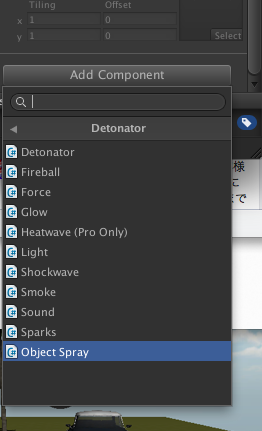 Tiling Offset
x 1 0
y 1 0 Select
Add Component
Detonator
Detonator
Fireball
Force
Glow
Heatwave (Pro Only)
Light
Shockwave
Smoke
Sound
Sparks
Object Spray
様
に
で